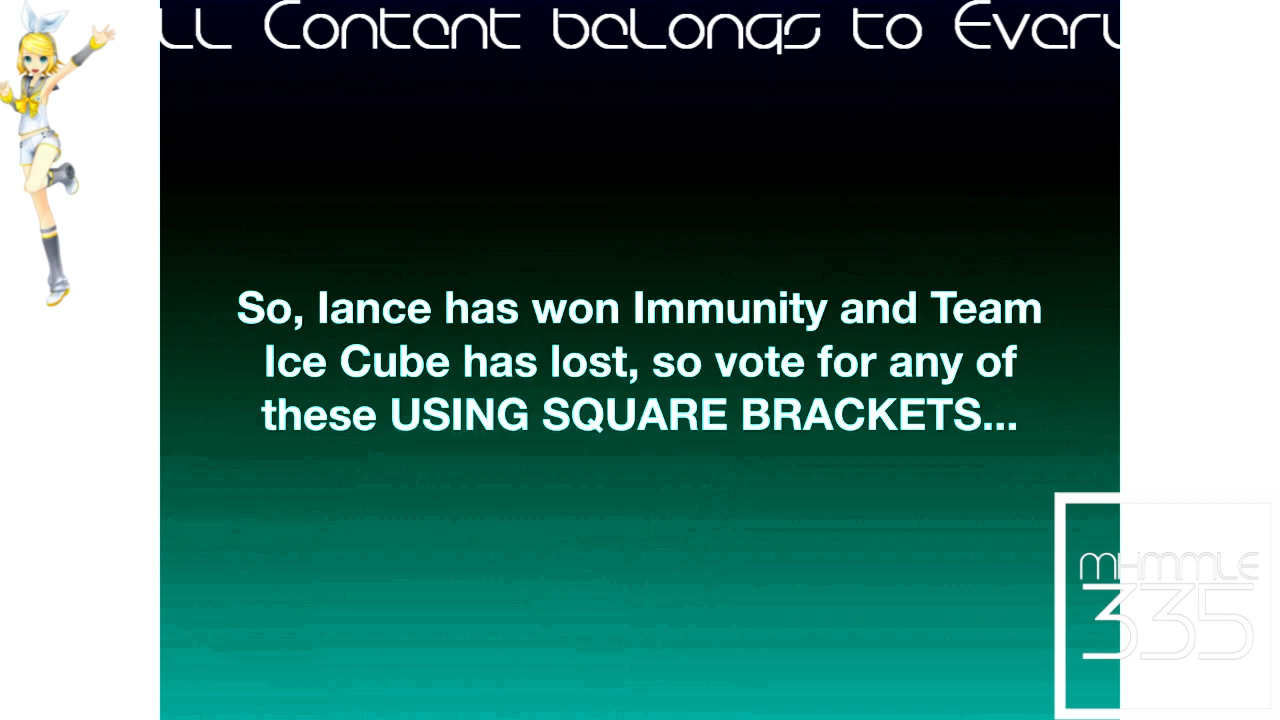 LL Content belongs to Every
So, lance has won Immunity and Team
Ice Cube has lost, so vote for any of
these USING SQUARE BRACKETS...
MHMMLE
335